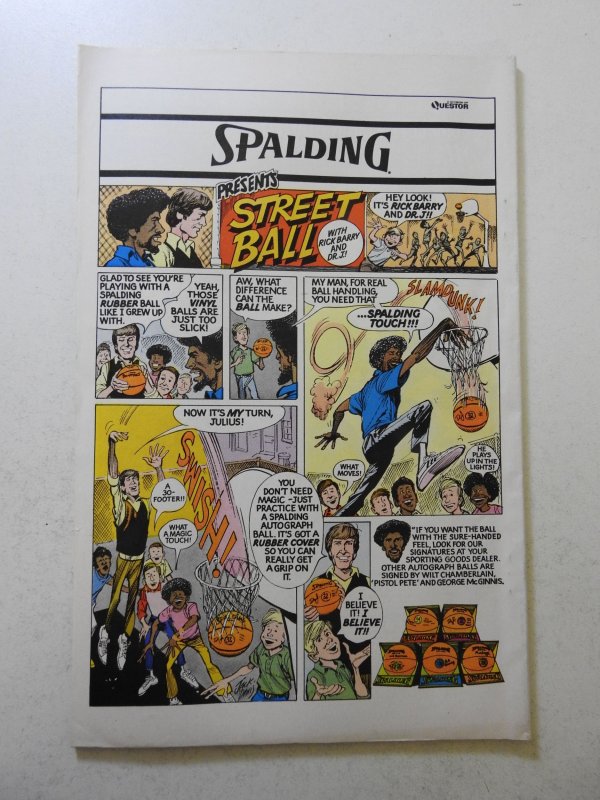 QUESTOR
SPALDING
PRESENTS
STREET
BALL
WITH
RICK BARRY
AND
DR. J!
HEY LOOK!
IT'S RICK BARRY
AND DR. J!!
GLAD TO SEE YOU'RE
PLAYING WITH A
SPALDING
RUBBER BALL
LIKE I GREW UP
WITH.
YEAH,
THOSE
VINYL
BALLS ARE
JUST TOO
SLICK!
AW, WHAT
DIFFERENCE
CAN THE
BALL MAKE?
MY MAN, FOR REAL
BALL HANDLING,
YOU NEED THAT
...SPALDING
TOUCH!!!
SLAMDUNK!
WHAT
MOVES!
HE
PLAYS
UP IN THE
LIGHTS!
NOW IT'S MY TURN,
JULIUS!
A
30-
FOOTER!!
WHAT
A MAGIC
TOUCH!
SWISH!
YOU
DON'T NEED
MAGIC -JUST
PRACTICE WITH
A SPALDING
AUTOGRAPH
BALL. IT'S GOT A
RUBBER COVER
SO YOU CAN
REALLY GET
A GRIP ON
IT.
I
BELIEVE
IT! I
BELIEVE
IT!!
"IF YOU WANT THE BALL
WITH THE SURE-HANDED
FEEL, LOOK FOR OUR
SIGNATURES AT YOUR
SPORTING GOODS DEALER.
OTHER AUTOGRAPH BALLS ARE
SIGNED BY WILT CHAMBERLAIN,
'PISTOL PETE' AND GEORGE McGINNIS.